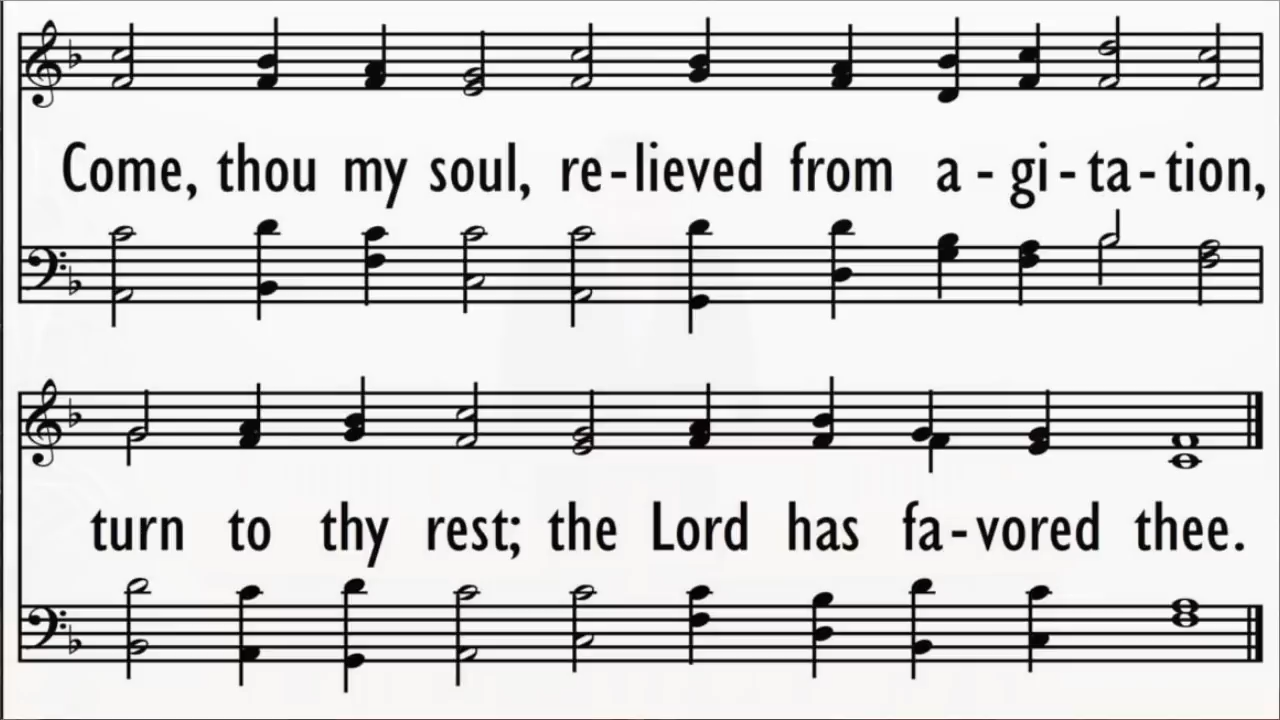 Come, thou my soul, re-lieved from a-gi-ta-tion,
turn to thy rest; the Lord has fa-vored thee.